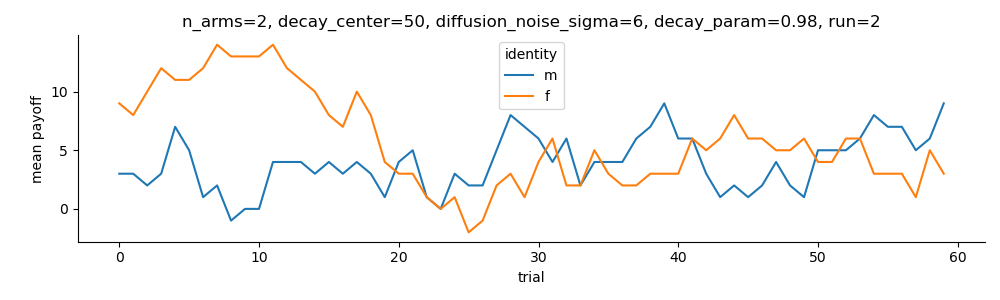 n_arms=2, decay_center=50, diffusion_noise_sigma=6, decay_param=0.98, run=2
identity
m
f
mean payoff
10
5
0
0
10
20
30
40
50
60
trial